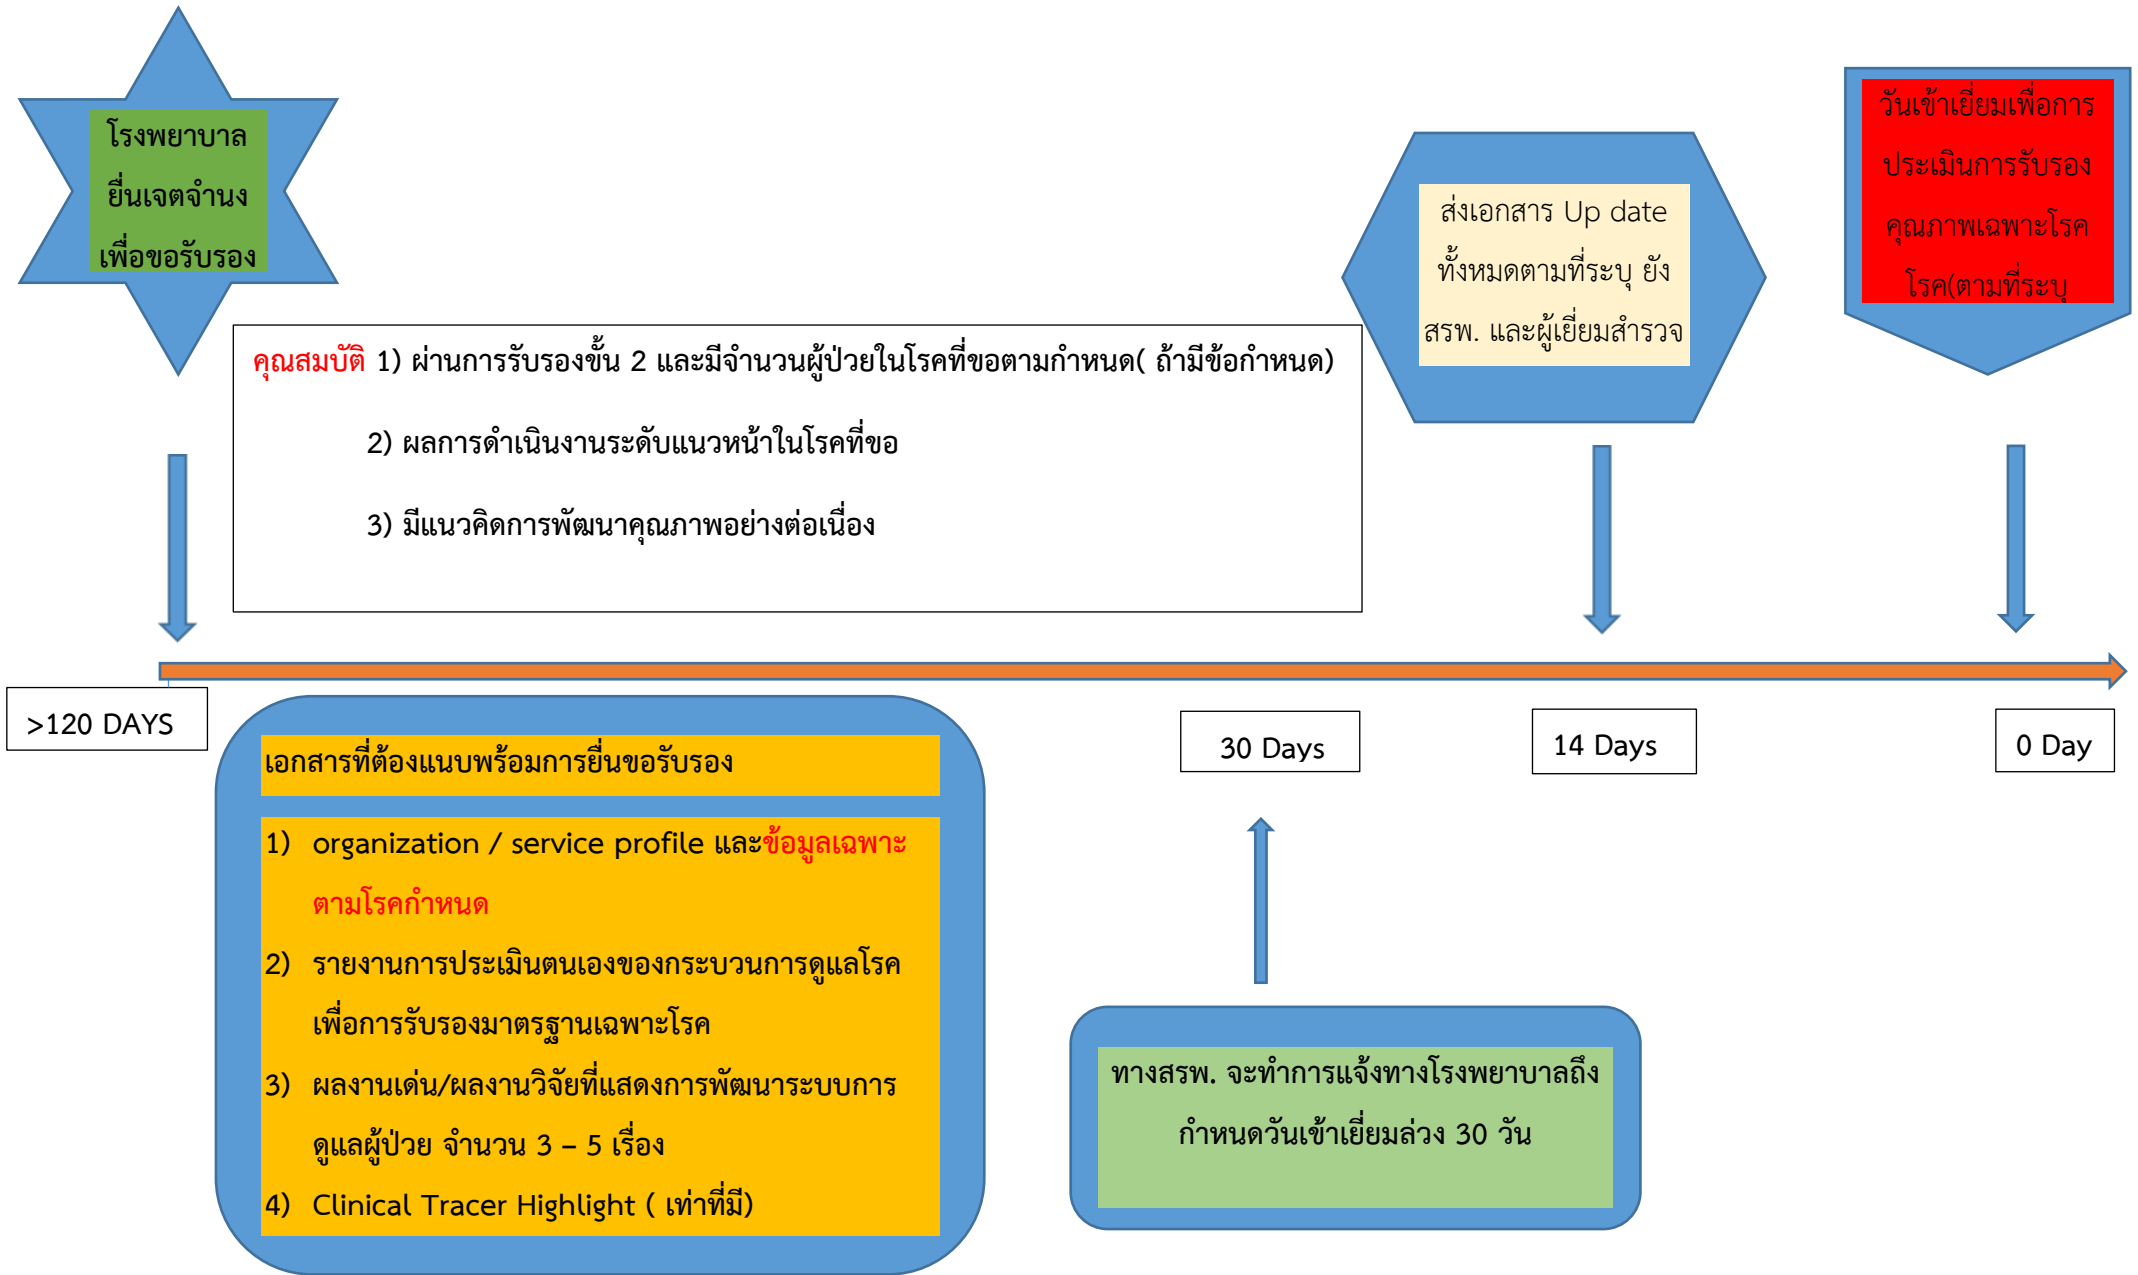 โรงพยาบาล
ยื่นเจตจำนง
เพื่อขอรับรอง
วันเข้าเยี่ยมเพื่อการ
ประเมินการรับรอง
คุณภาพเฉพาะโรค
โรค(ตามที่ระบุ
ส่งเอกสาร Up date
ทั้งหมดตามที่ระบุ ยัง
สรพ. และผู้เยี่ยมสำรวจ
คุณสมบัติ 1) ผ่านการรับรองขั้น 2 และมีจำนวนผู้ป่วยในโรคที่ขอตามกำหนด( ถ้ามีข้อกำหนด)
2) ผลการดำเนินงานระดับแนวหน้าในโรคที่ขอ
3) มีแนวคิดการพัฒนาคุณภาพอย่างต่อเนื่อง
>120 DAYS
30 Days
14 Days
0 Day
เอกสารที่ต้องแนบพร้อมการยื่นขอรับรอง
1) organization / service profile และข้อมูลเฉพาะ
ตามโรคกำหนด
2) รายงานการประเมินตนเองของกระบวนการดูแลโรค
เพื่อการรับรองมาตรฐานเฉพาะโรค
3) ผลงานเด่น/ผลงานวิจัยที่แสดงการพัฒนาระบบการ
ดูแลผู้ป่วย จำนวน 3 – 5 เรื่อง
4) Clinical Tracer Highlight ( เท่าที่มี)
ทางสรพ. จะทำการแจ้งทางโรงพยาบาลถึง
กำหนดวันเข้าเยี่ยมล่วง 30 วัน